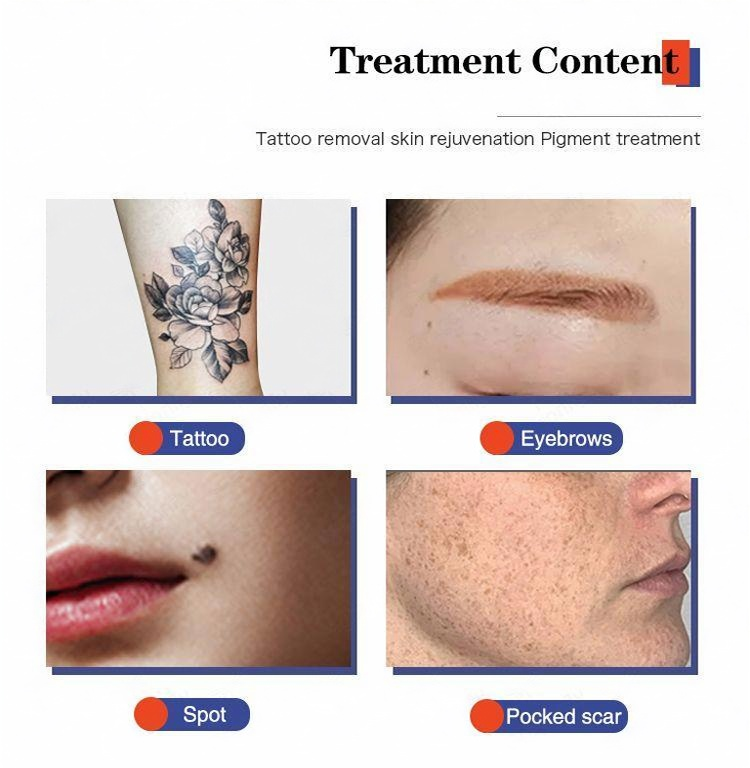 Treatment Content
Tattoo removal skin rejuvenation Pigment treatment
Tattoo
Eyebrows
Spot
Pocked scar